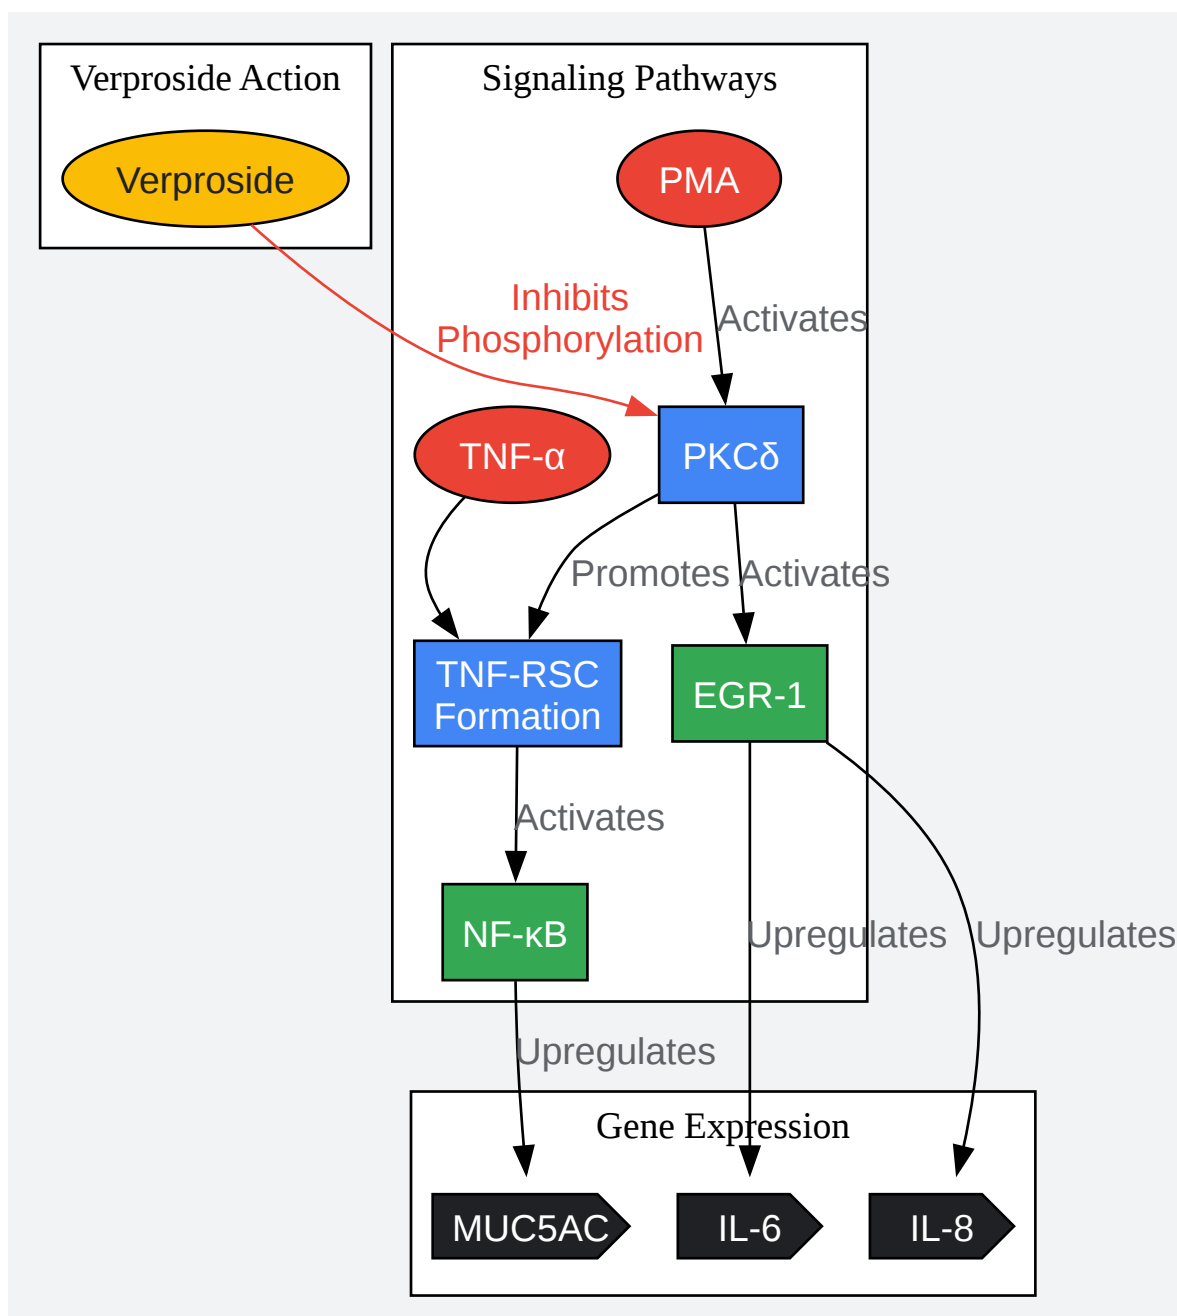 Verproside Action
Signaling Pathways
Verproside
PMA
Inhibits
Phosphorylation
Activates
TNF-α
PKCδ
Promotes
Activates
TNF-RSC
Formation
EGR-1
Activates
NF-κB
Upregulates
Upregulates
Upregulates
Gene Expression
MUC5AC
IL-6
IL-8